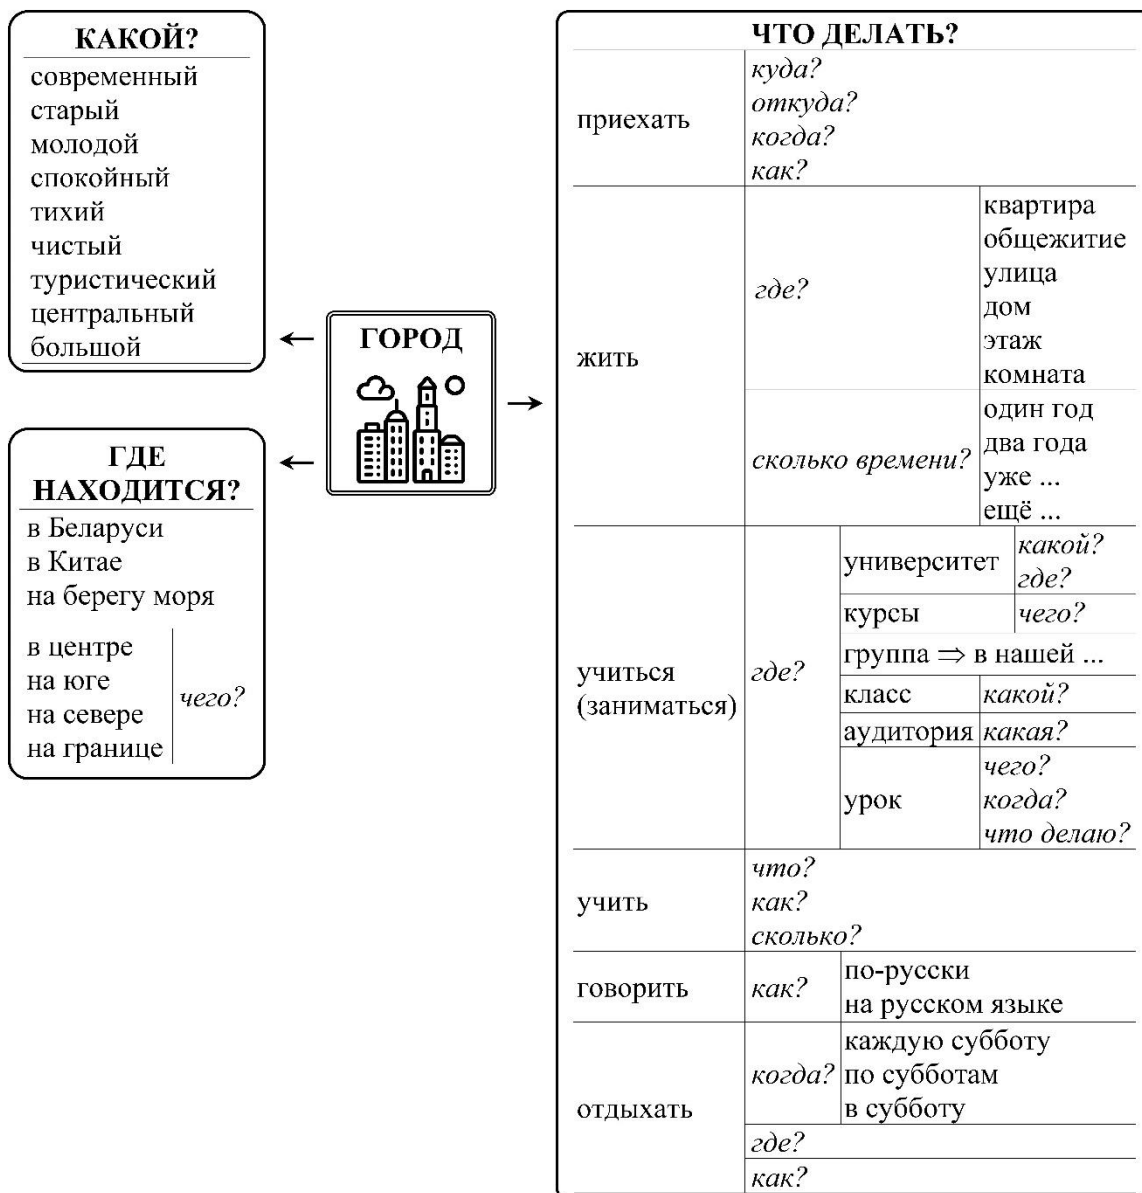 КАКОЙ?
современный
старый
молодой
спокойный
тихий
чистый
туристический
центральный
большой
ГДЕ
НАХОДИТСЯ?
в Беларуси
в Китае
на берегу моря
в центре
на юге
на севере
на границе
чего?
ГОРОД
ЧТО ДЕЛАТЬ?
приехать
куда?
откуда?
когда?
как?
жить
где?
квартира
общежитие
улица
дом
этаж
комната
сколько времени?
один год
два года
уже ...
ещё ...
учиться
(заниматься)
где?
университет
какой?
где?
курсы
чего?
группа ⇒ в нашей ...
класс
какой?
аудитория
какая?
урок
чего?
когда?
что делаю?
учить
что?
как?
сколько?
говорить
как?
по-русски
на русском языке
отдыхать
когда?
каждую субботу
по субботам
в субботу
где?
как?